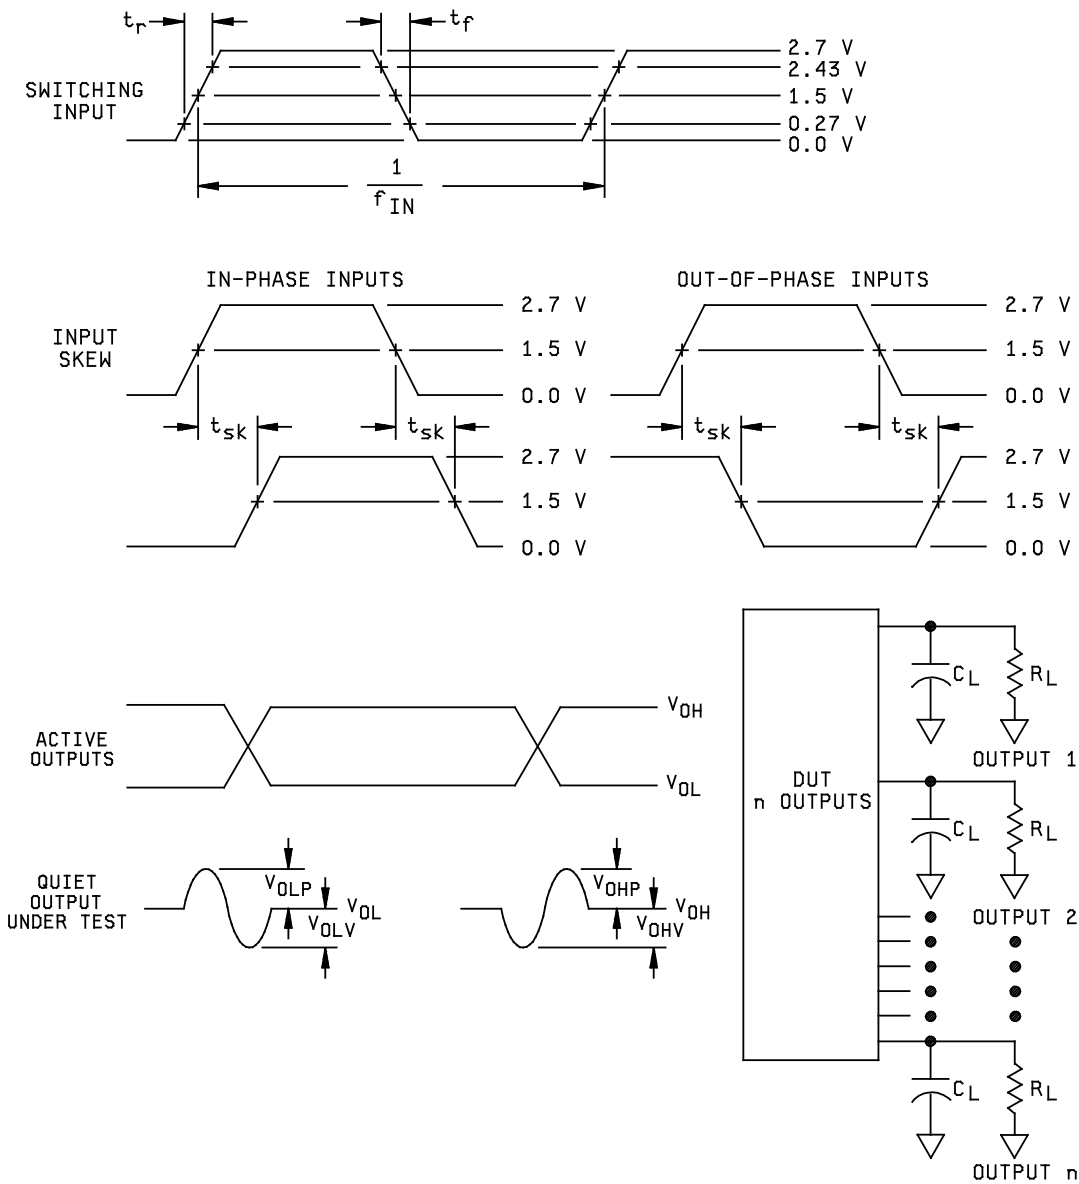 tr
tf
SWITCHING
INPUT
2.7 V
2.43 V
1.5 V
0.27 V
0.0 V
1
fIN
IN-PHASE INPUTS
OUT-OF-PHASE INPUTS
INPUT
SKEW
2.7 V
1.5 V
0.0 V
2.7 V
1.5 V
0.0 V
tsk
tsk
tsk
tsk
2.7 V
1.5 V
0.0 V
2.7 V
1.5 V
0.0 V
ACTIVE
OUTPUTS
VOH
VOL
QUIET
OUTPUT
UNDER TEST
VOLP
VOL
VOLV
VOHP
VOH
VOHV
DUT
n OUTPUTS
CL
RL
OUTPUT 1
CL
RL
OUTPUT 2
CL
RL
OUTPUT n